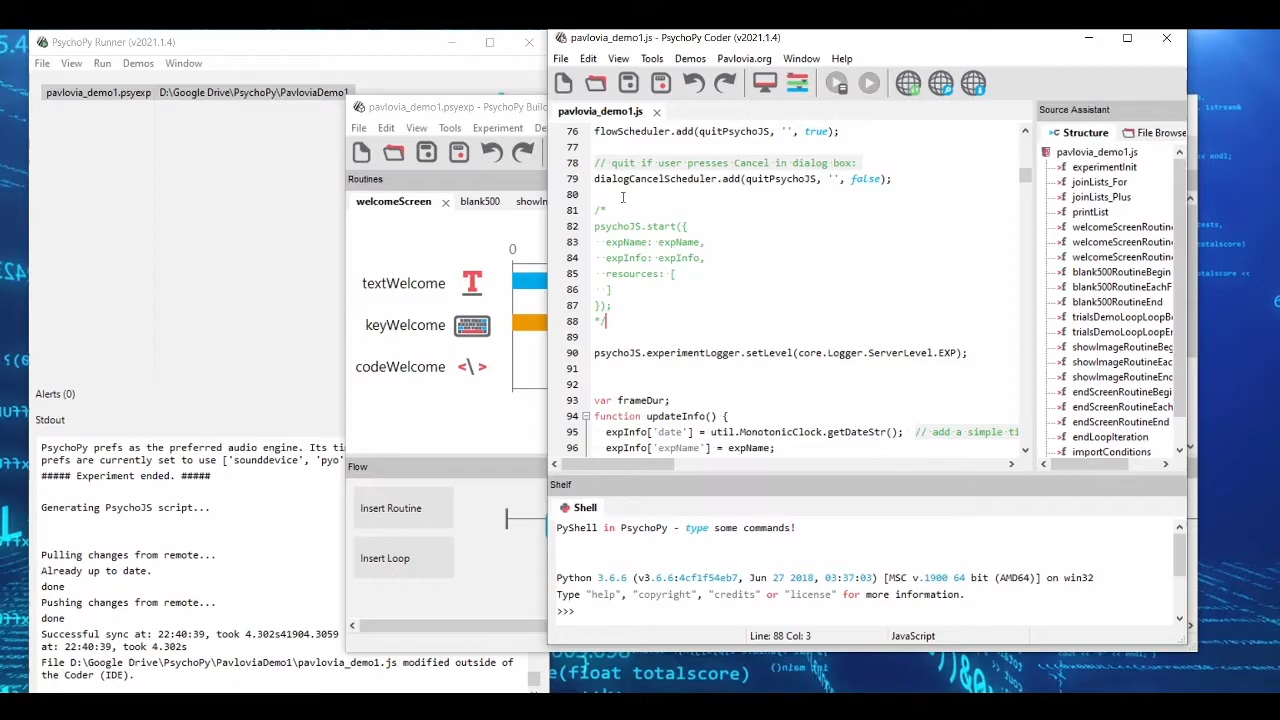 PsychoPy Runner (v2021.1.4)
File View Run Demos Window
pavlovia_demo1.psyexp D:\Google Drive\PsychoPy\PavloviaDemo1
Alerts (0)
Stdout
PsychoPy prefs as the preferred audio engine. Its ti
prefs are currently set to use ['sounddevice', 'pyo'
##### Experiment ended. #####
Generating PsychoJS script...
Pulling changes from remote...
Already up to date.
done
Pushing changes from remote...
done
Successful sync at: 22:40:39, took 4.302s41904.3059
at: 22:40:39, took 4.302s
File D:\Google Drive\PsychoPy\PavloviaDemo1\pavlovia_demo1.js modified outside of
the Coder (IDE).
pavlovia_demo1.psyexp - PsychoPy Buil
File Edit View Tools Experiment De
Routines
welcomeScreen blank500 showIn
0
textWelcome
keyWelcome
codeWelcome
Flow
Insert Routine
Insert Loop
pavlovia_demo1.js - PsychoPy Coder (v2021.1.4)
File Edit View Tools Demos Pavlovia.org Window Help
pavlovia_demo1.js
76 flowScheduler.add(quitPsychoJS, '', true);
77
78 // quit if user presses Cancel in dialog box:
79 dialogCancelScheduler.add(quitPsychoJS, '', false);
80
81 /*
82 psychoJS.start({
83 expName: expName,
84 expInfo: expInfo,
85 resources: [
86 ]
87 });
88 */
89
90 psychoJS.experimentLogger.setLevel(core.Logger.ServerLevel.EXP);
91
92
93 var frameDur;
94 function updateInfo() {
95 expInfo['date'] = util.MonotonicClock.getDateStr(); // add a simple ti
96 expInfo['expName'] = expName;
Source Assistant
Structure File Browse
pavlovia_demo1.js
experimentInit
joinLists_For
joinLists_Plus
printList
welcomeScreenRoutine
welcomeScreenRoutine
welcomeScreenRoutine
blank500RoutineBegin
blank500RoutineEachF
blank500RoutineEnd
trialsDemoLoopLoopBe
trialsDemoLoopLoopEr
showImageRoutineBeg
showImageRoutineEac
showImageRoutineEnd
endScreenRoutineBegi
endScreenRoutineEach
endScreenRoutineEnd
endLoopIteration
importConditions
Shelf
Shell
PyShell in PsychoPy - type some commands!
Python 3.6.6 (v3.6.6:4cf1f54eb7, Jun 27 2018, 03:37:03) [MSC v.1900 64 bit (AMD64)] on win32
Type "help", "copyright", "credits" or "license" for more information.
>>>
Line: 88 Col: 3 JavaScript
(float totalscore)